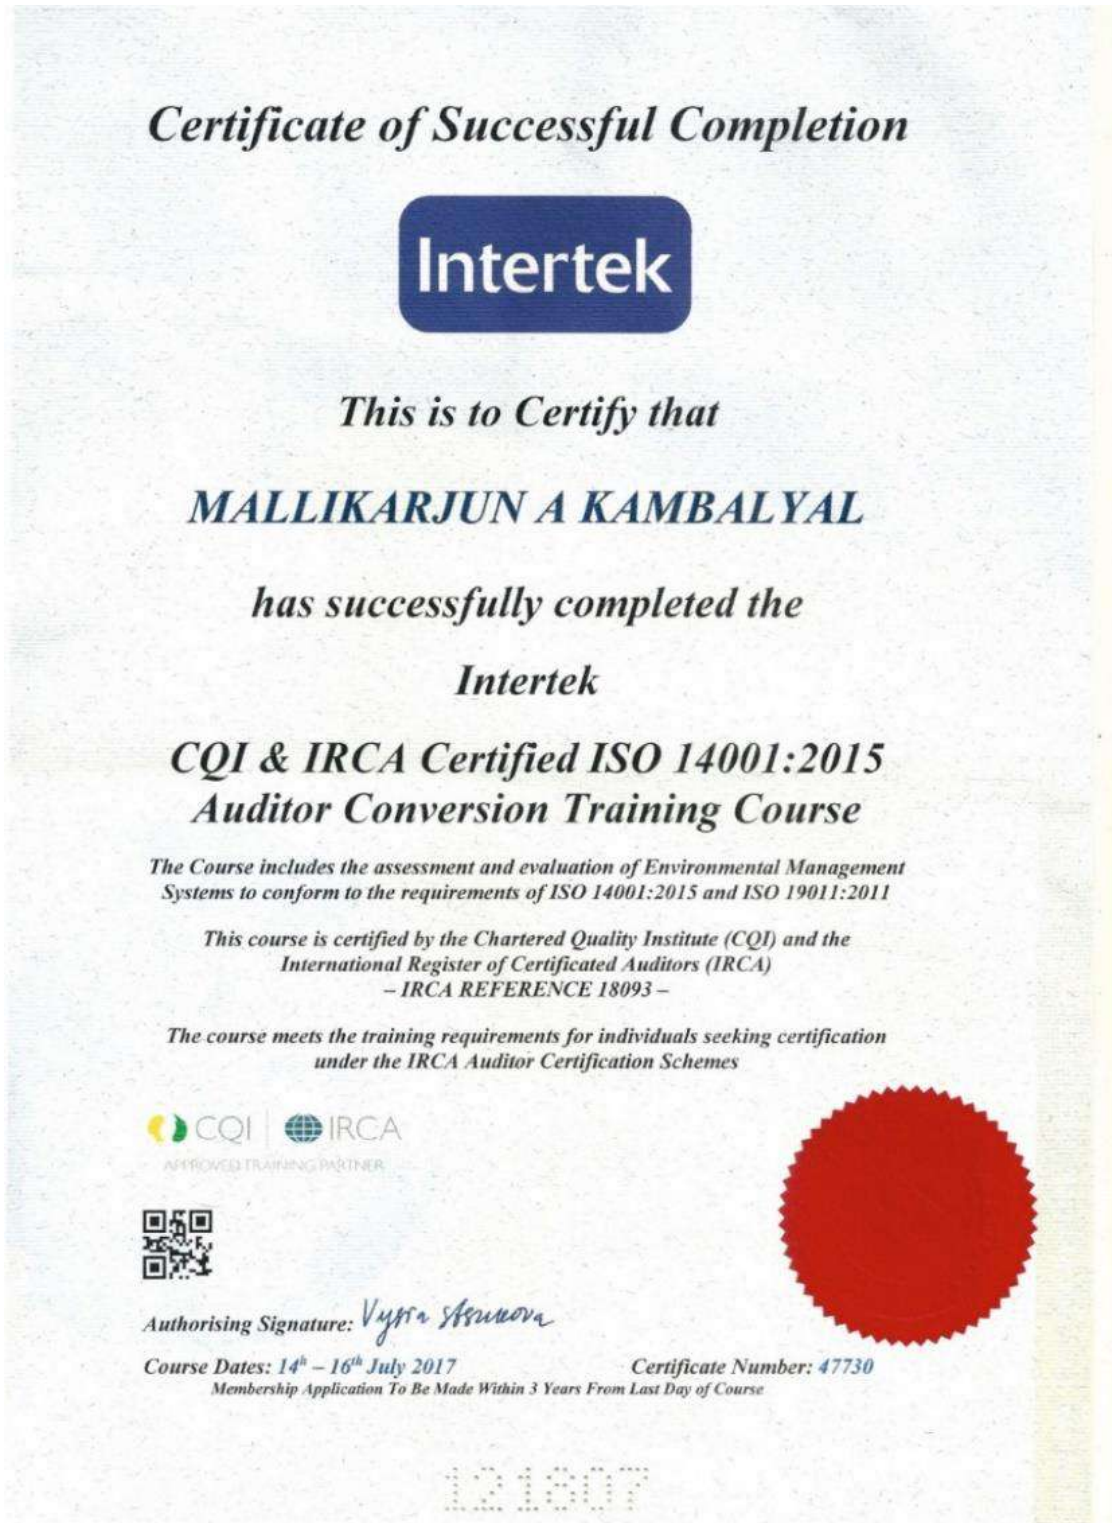 Certificate of Successful Completion
Intertek
This is to Certify that
MALLIKARJUN A KAMBALYAL
has successfully completed the
Intertek
CQI & IRCA Certified ISO 14001:2015
Auditor Conversion Training Course
The Course includes the assessment and evaluation of Environmental Management
Systems to conform to the requirements of ISO 14001:2015 and ISO 19011:2011
This course is certified by the Chartered Quality Institute (CQI) and the
International Register of Certificated Auditors (IRCA)
– IRCA REFERENCE 18093 –
The course meets the training requirements for individuals seeking certification
under the IRCA Auditor Certification Schemes
CQI IRCA
APPROVED TRAINING PARTNER
Authorising Signature:
Course Dates: 14h – 16th July 2017 Certificate Number: 47730
Membership Application To Be Made Within 3 Years From Last Day of Course
121807